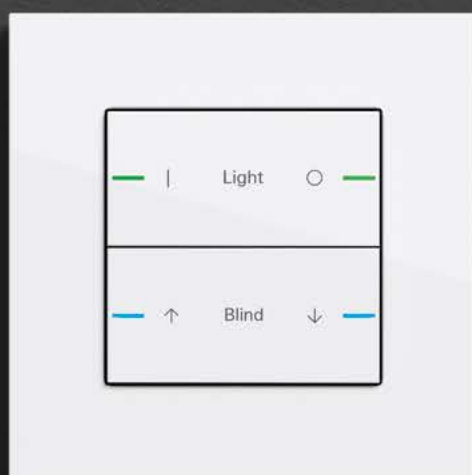 | Light O
↑ Blind ↓